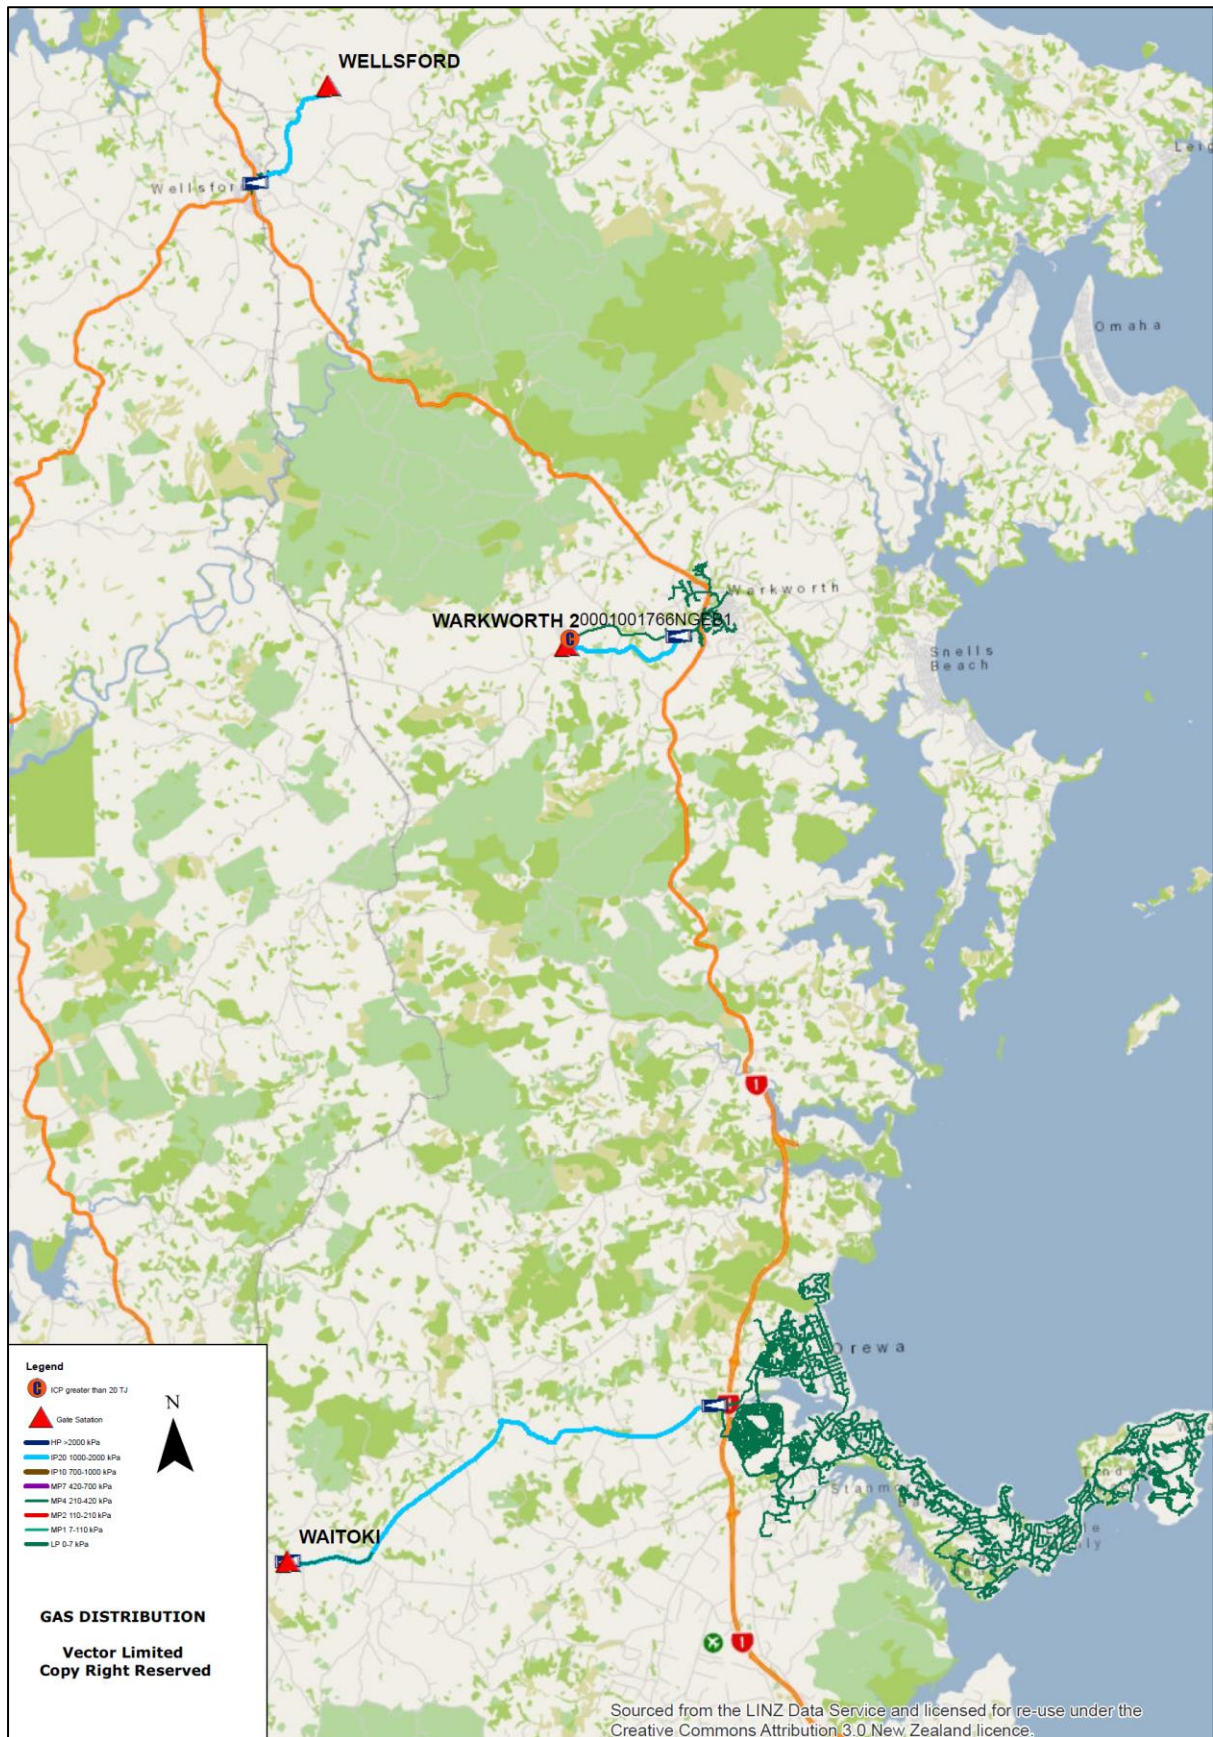 WELLSFORD
Wellsfor
Leig
Omaha
Warkworth
WARKWORTH 2
0001001766NGEB1
Snells
Beach
1
Orewa
Legend
C ICP greater than 20 TJ
Gate Satation
HP >2000 kPa
IP20 1000-2000 kPa
IP10 700-1000 kPa
MP7 420-700 kPa
MP4 210-420 kPa
MP2 110-210 kPa
MP1 7-110 kPa
LP 0-7 kPa
N
WAITOKI
GAS DISTRIBUTION
Vector Limited
Copy Right Reserved
1
Sourced from the LINZ Data Service and licensed for re-use under the
Creative Commons Attribution 3.0 New Zealand licence.